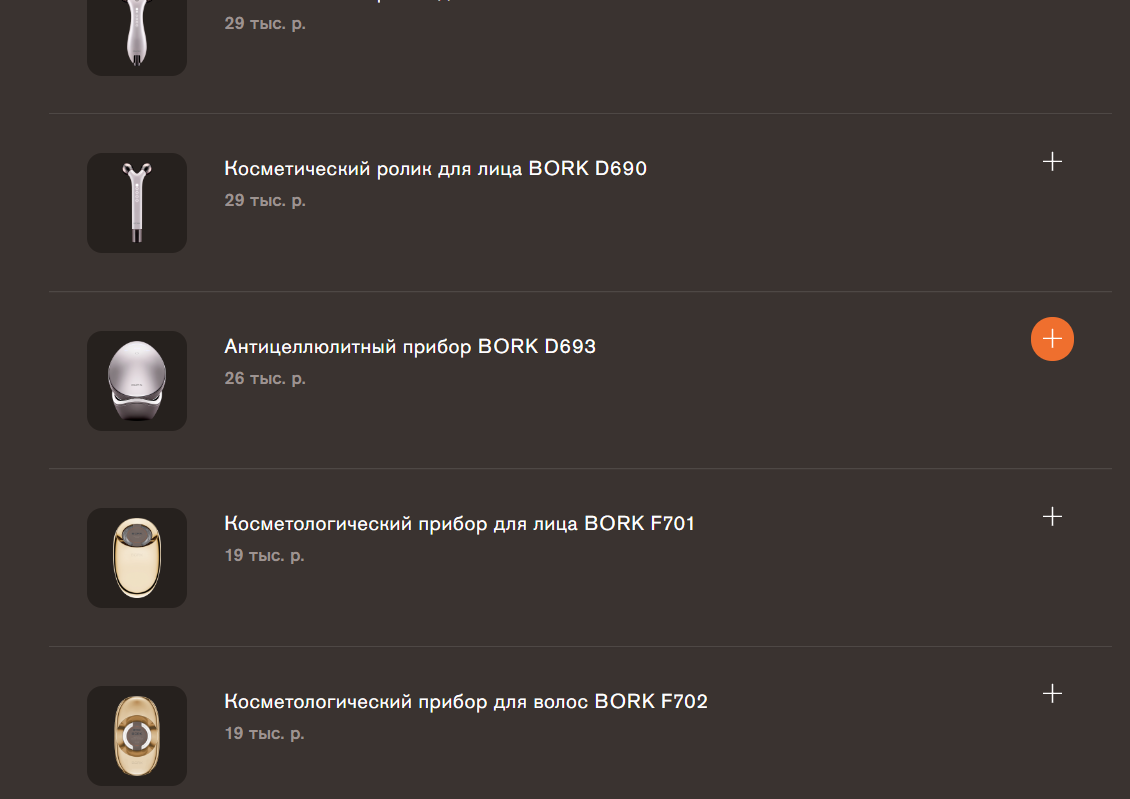 29 тыс. р.
Косметический ролик для лица BORK D690
29 тыс. р.
Антицеллюлитный прибор BORK D693
26 тыс. р.
Косметологический прибор для лица BORK F701
19 тыс. р.
Косметологический прибор для волос BORK F702
19 тыс. р.